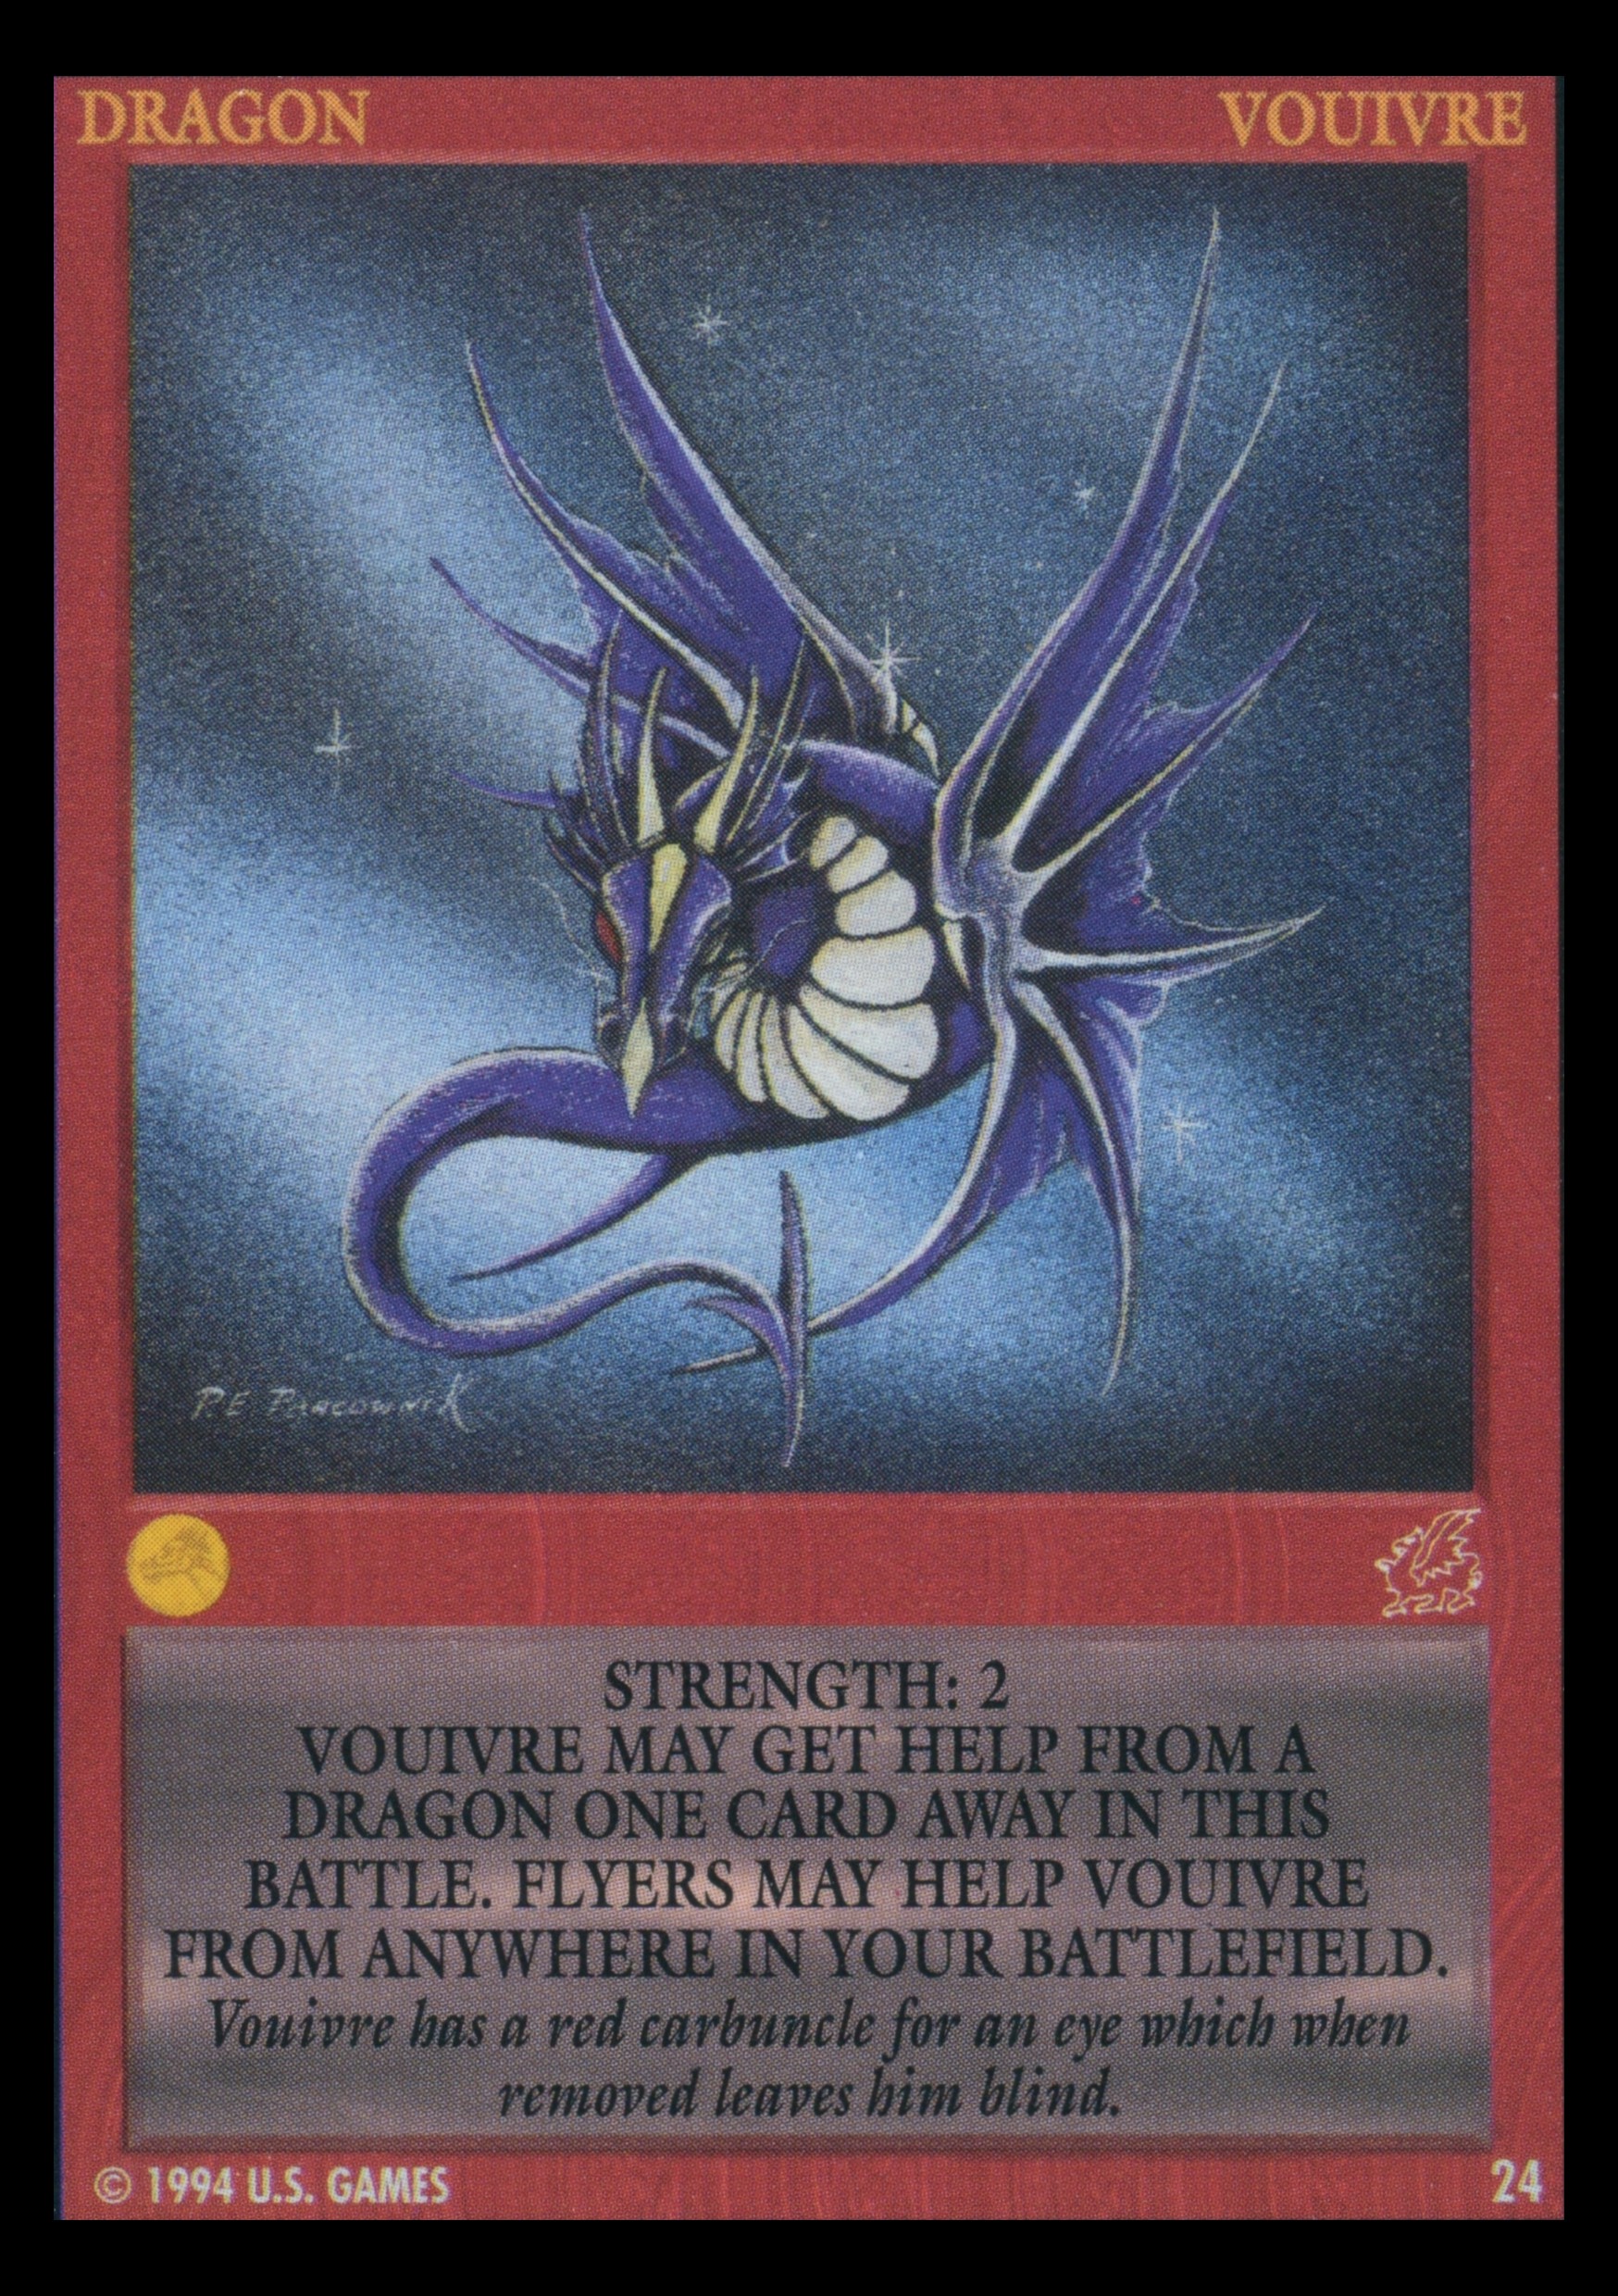 DRAGON VOUIVRE
P.E. Pracownik
STRENGTH: 2
VOUIVRE MAY GET HELP FROM A
DRAGON ONE CARD AWAY IN THIS
BATTLE. FLYERS MAY HELP VOUIVRE
FROM ANYWHERE IN YOUR BATTLEFIELD.
Vouivre has a red carbuncle for an eye which when
removed leaves him blind.
© 1994 U.S. GAMES 24